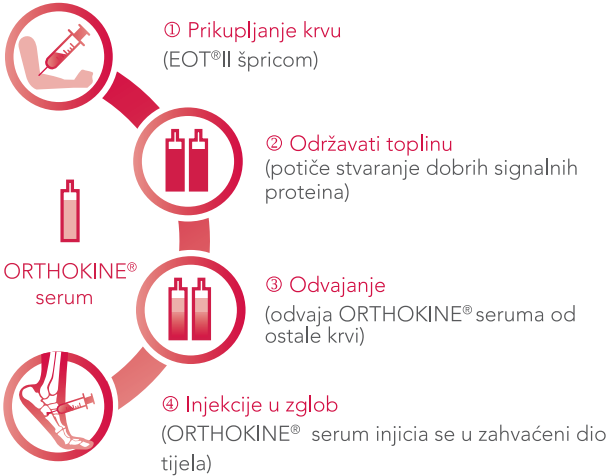 ① Prikupljanje krvu
(EOT®II špricom)
② Održavati toplinu
(potiče stvaranje dobrih signalnih
proteina)
ORTHOKINE®
serum
③ Odvajanje
(odvaja ORTHOKINE® seruma od
ostale krvi)
④ Injekcije u zglob
(ORTHOKINE® serum injicia se u zahvaćeni dio
tijela)